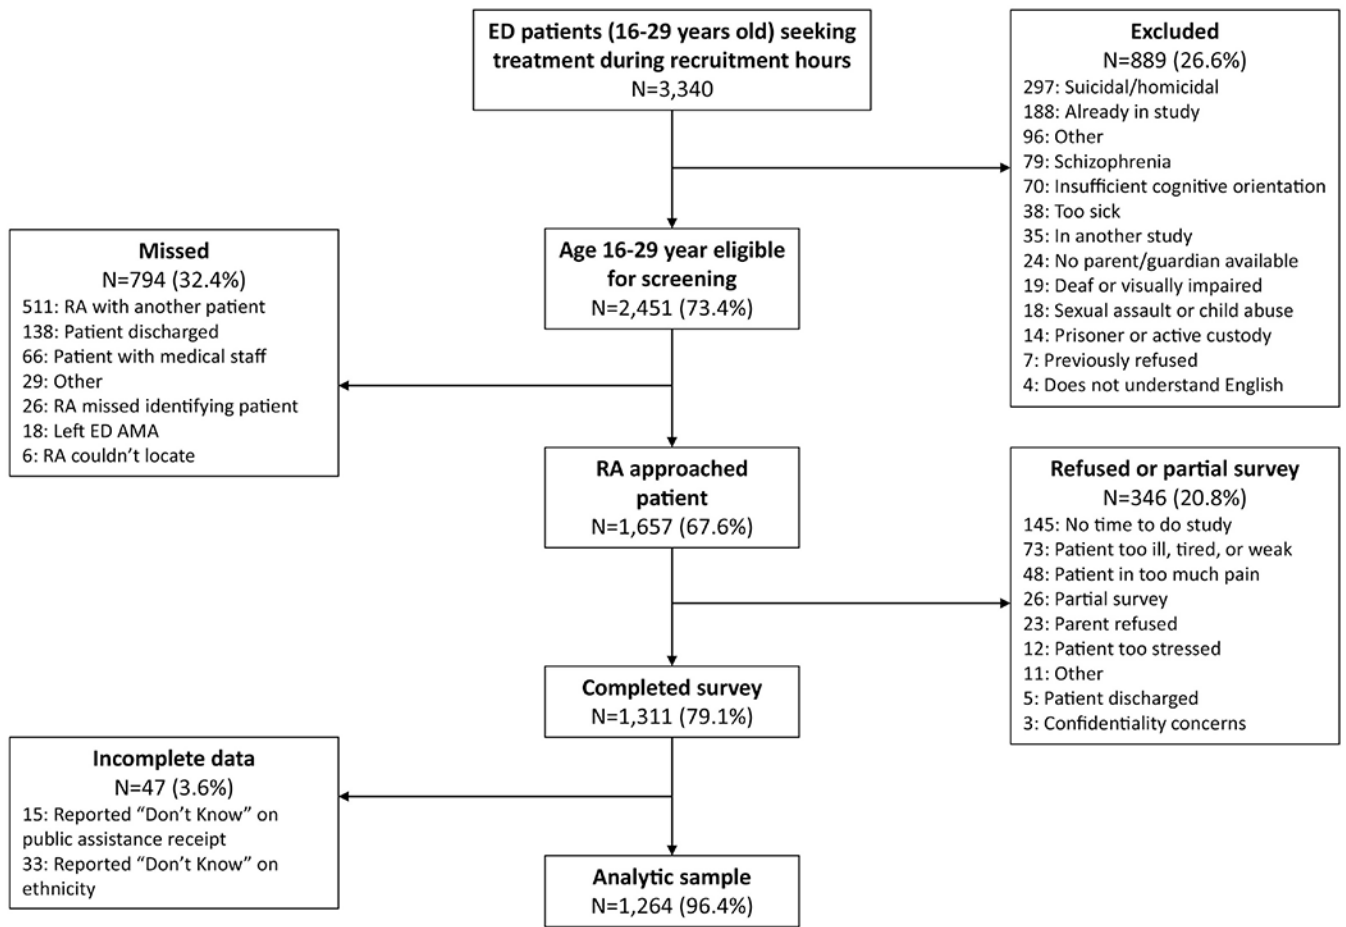 ED patients (16-29 years old) seeking
treatment during recruitment hours
N=3,340
Excluded
N=889 (26.6%)
297: Suicidal/homicidal
188: Already in study
96: Other
79: Schizophrenia
70: Insufficient cognitive orientation
38: Too sick
35: In another study
24: No parent/guardian available
19: Deaf or visually impaired
18: Sexual assault or child abuse
14: Prisoner or active custody
7: Previously refused
4: Does not understand English
Age 16-29 year eligible
for screening
N=2,451 (73.4%)
Missed
N=794 (32.4%)
511: RA with another patient
138: Patient discharged
66: Patient with medical staff
29: Other
26: RA missed identifying patient
18: Left ED AMA
6: RA couldn’t locate
RA approached
patient
N=1,657 (67.6%)
Refused or partial survey
N=346 (20.8%)
145: No time to do study
73: Patient too ill, tired, or weak
48: Patient in too much pain
26: Partial survey
23: Parent refused
12: Patient too stressed
11: Other
5: Patient discharged
3: Confidentiality concerns
Completed survey
N=1,311 (79.1%)
Incomplete data
N=47 (3.6%)
15: Reported “Don’t Know” on
public assistance receipt
33: Reported “Don’t Know” on
ethnicity
Analytic sample
N=1,264 (96.4%)